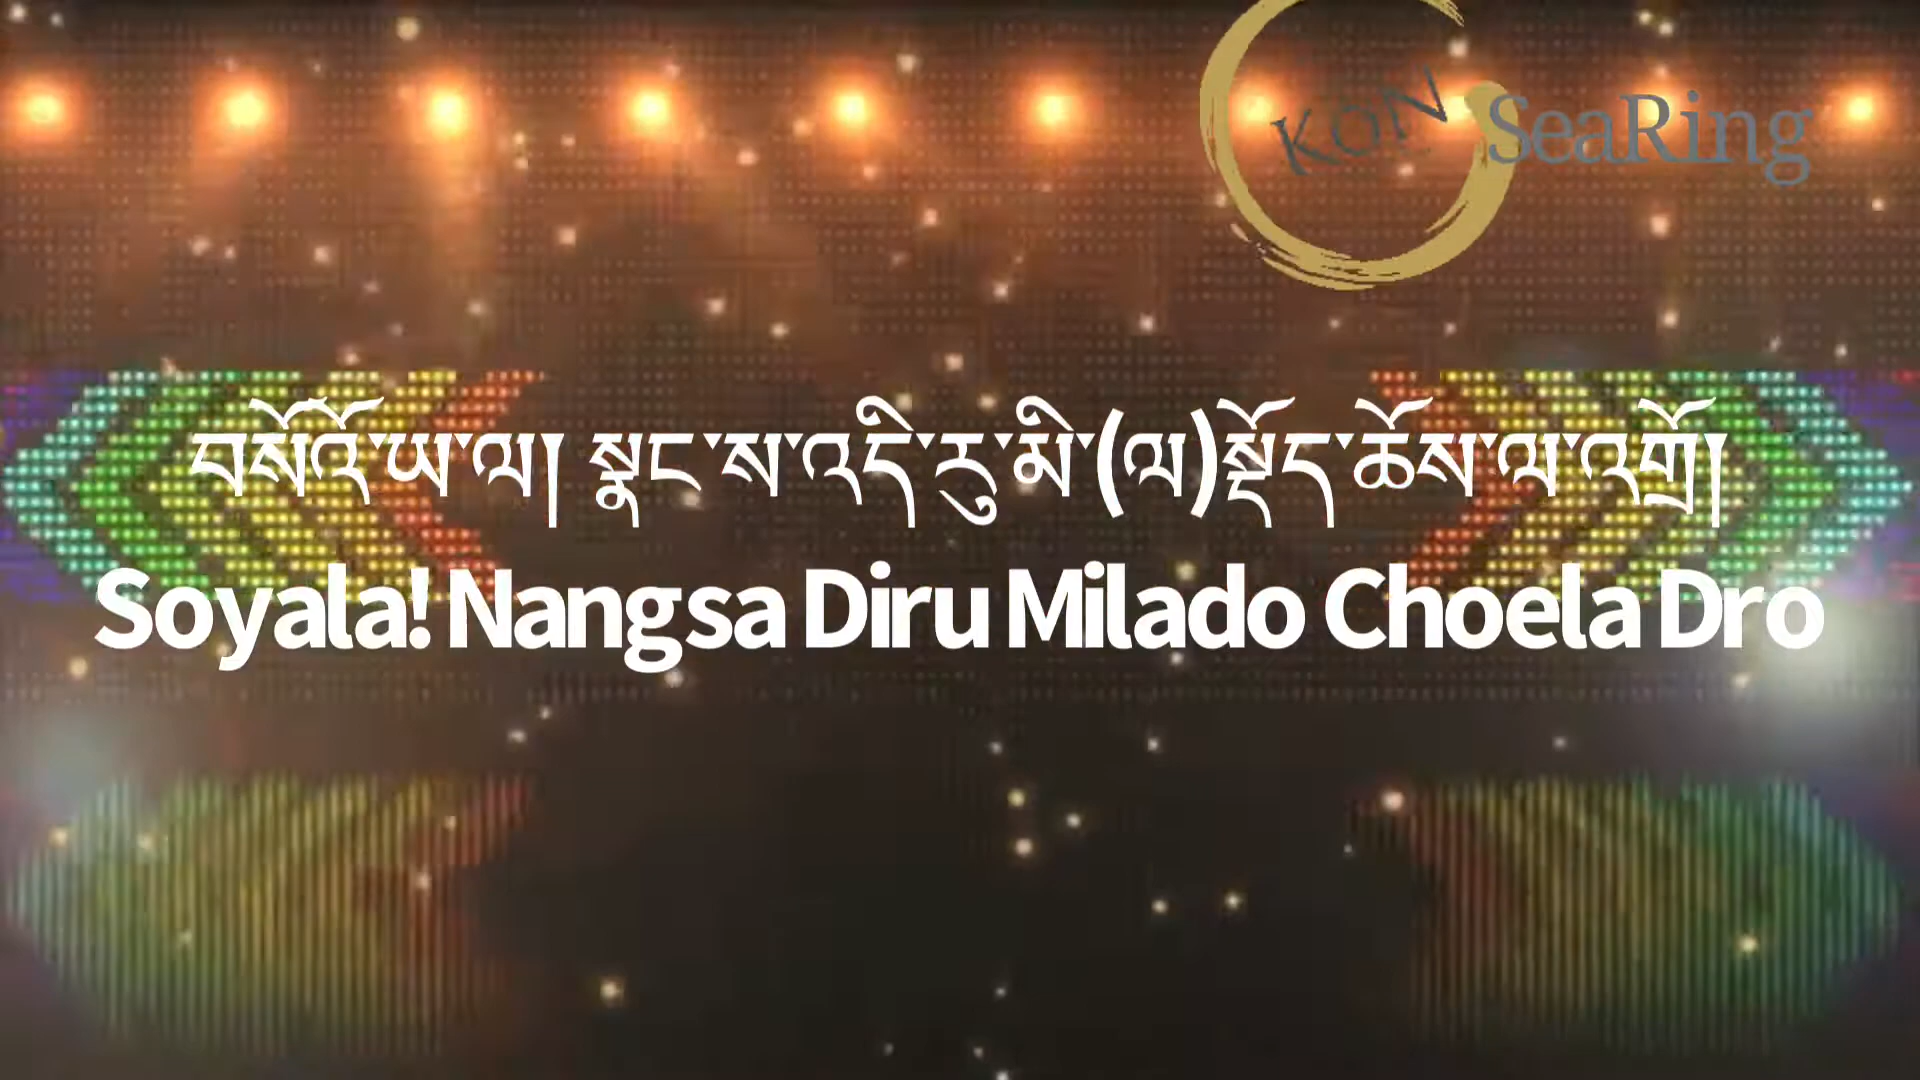 KON SeaRing
བསོའོ་ཡ་ལ། སྣང་ས་འདི་རུ་མི་(ལ)སྡོད་ཆོས་ལ་འགྲོ།
Soyala! Nangsa Diru Milado Choela Dro